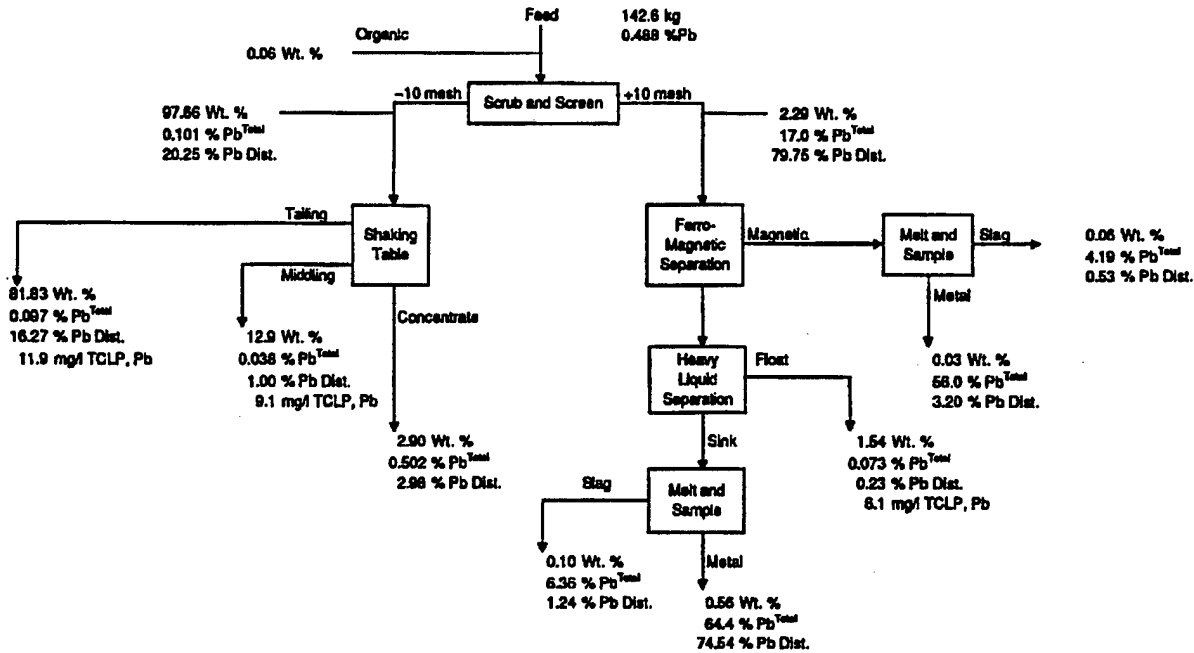 Feed
142.6 kg
0.488 %Pb
Organic
0.06 Wt. %
-10 mesh
Scrub and Screen
+10 mesh
97.66 Wt. %
0.101 % Pb Total
20.25 % Pb Dist.
2.29 Wt. %
17.0 % Pb Total
79.75 % Pb Dist.
Tailing
Shaking
Table
Middling
Concentrate
81.83 Wt. %
0.097 % Pb Total
16.27 % Pb Dist.
11.9 mg/l TCLP, Pb
12.9 Wt. %
0.038 % Pb Total
1.00 % Pb Dist.
9.1 mg/l TCLP, Pb
2.90 Wt. %
0.502 % Pb Total
2.98 % Pb Dist.
Ferro-
Magnetic
Separation
Magnetic
Melt and
Sample
Slag
0.06 Wt. %
4.19 % Pb Total
0.53 % Pb Dist.
Metal
0.03 Wt. %
56.0 % Pb Total
3.20 % Pb Dist.
Heavy
Liquid
Separation
Float
1.54 Wt. %
0.073 % Pb Total
0.23 % Pb Dist.
8.1 mg/l TCLP, Pb
Sink
Melt and
Sample
Slag
0.10 Wt. %
6.36 % Pb Total
1.24 % Pb Dist.
Metal
0.56 Wt. %
64.4 % Pb Total
74.54 % Pb Dist.